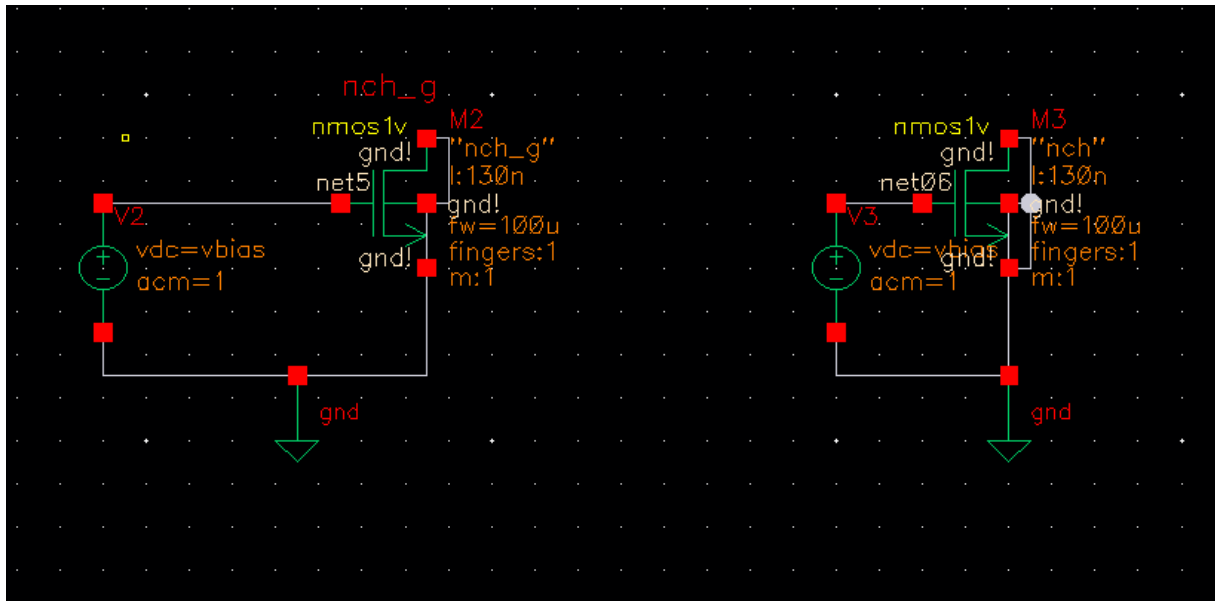 nch_g
nmos1v
M2
gnd!
"nch_g"
l:130n
net5
gnd!
V2
fw=100u
vdc=vbias
gnd!
fingers:1
acm=1
m:1
gnd
nmos1v
M3
gnd!
"nch"
l:130n
net06
gnd!
V3
fw=100u
vdc=vbias
gnd!
fingers:1
acm=1
m:1
gnd